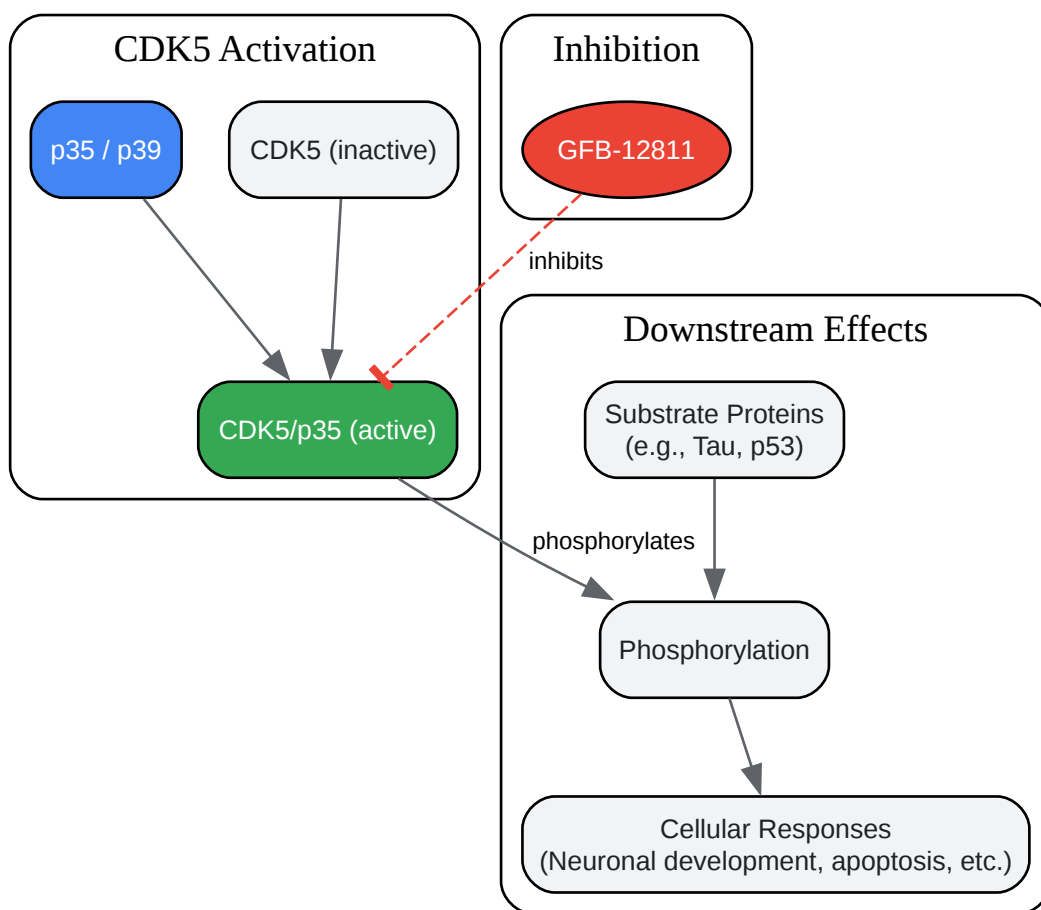 CDK5 Activation
p35 / p39
CDK5 (inactive)
CDK5/p35 (active)
Inhibition
GFB-12811
inhibits
Downstream Effects
Substrate Proteins
(e.g., Tau, p53)
phosphorylates
Phosphorylation
Cellular Responses
(Neuronal development, apoptosis, etc.)